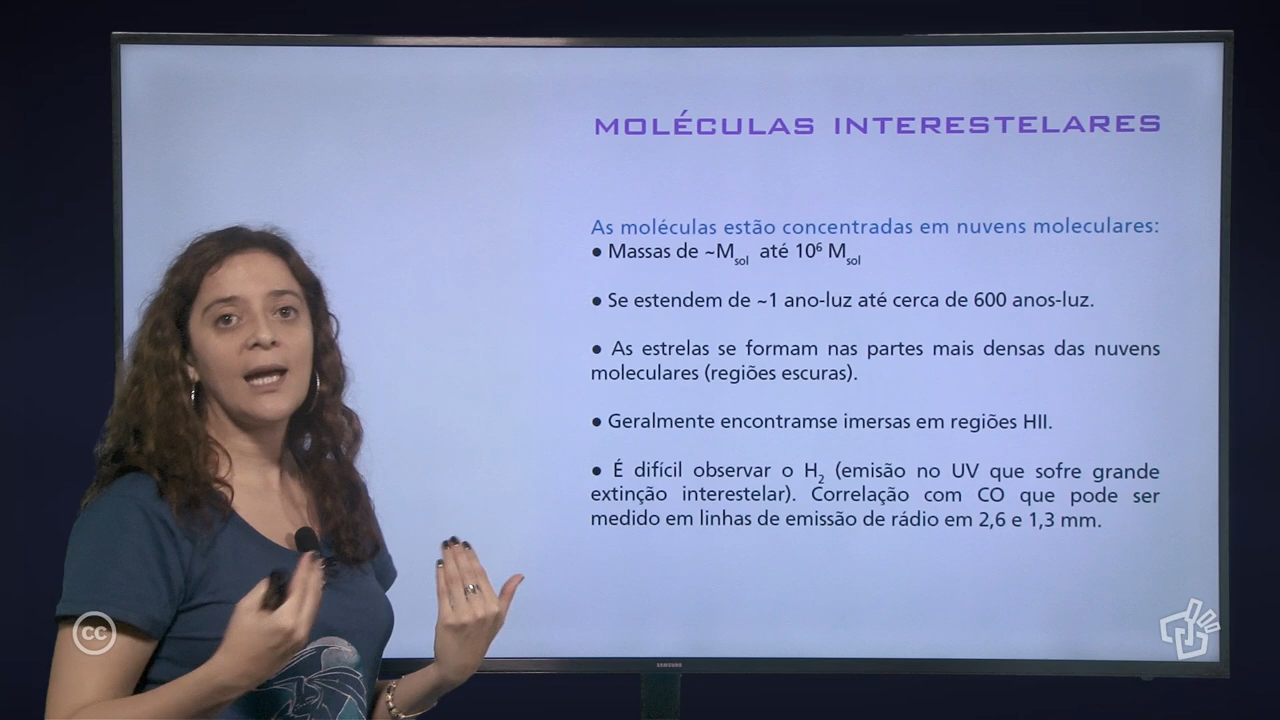 MOLÉCULAS INTERESTELARES
As moléculas estão concentradas em nuvens moleculares:
● Massas de ~Msol até 10⁶ Msol
● Se estendem de ~1 ano-luz até cerca de 600 anos-luz.
● As estrelas se formam nas partes mais densas das nuvens
moleculares (regiões escuras).
● Geralmente encontramse imersas em regiões HII.
● É difícil observar o H₂ (emissão no UV que sofre grande
extinção interestelar). Correlação com CO que pode ser
medido em linhas de emissão de rádio em 2,6 e 1,3 mm.
cc
SAMSUNG